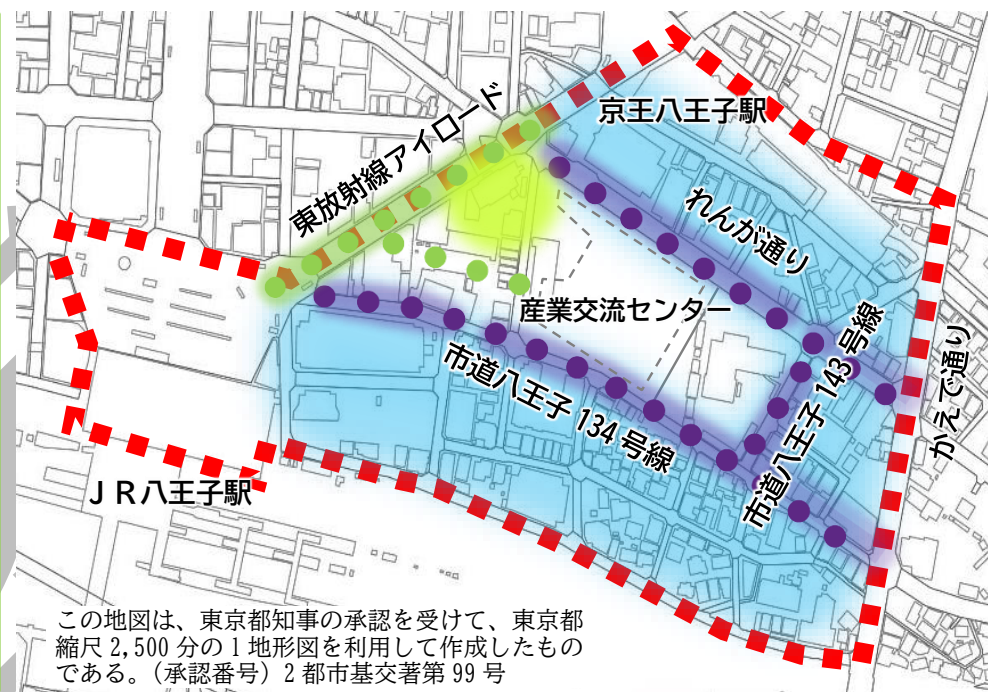 京王八王子駅
東放射線アイロード
れんが通り
産業交流センター
市道八王子 143 号線
かえで通り
市道八王子 134 号線
ＪＲ八王子駅
この地図は、東京都知事の承認を受けて、東京都
縮尺 2,500 分の 1 地形図を利用して作成したもの
である。（承認番号）2 都市基交著第 99 号